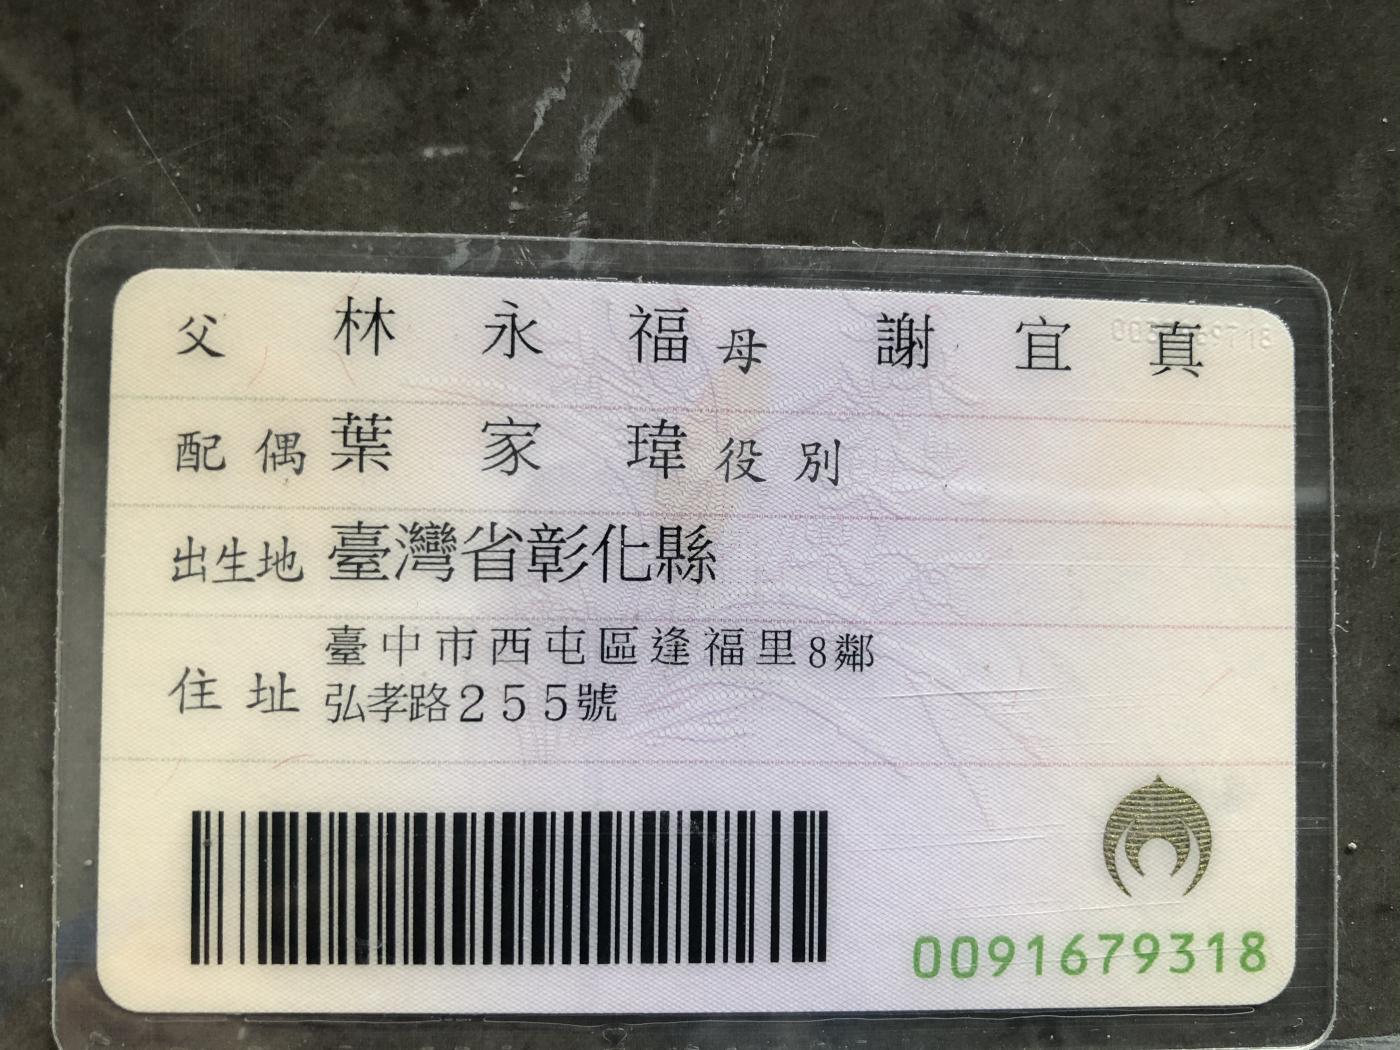 父 林永福 母 謝宜真
配偶 葉家瑋 役別
出生地 臺灣省彰化縣
住址 臺中市西屯區逢福里8鄰
弘孝路255號
0091679318